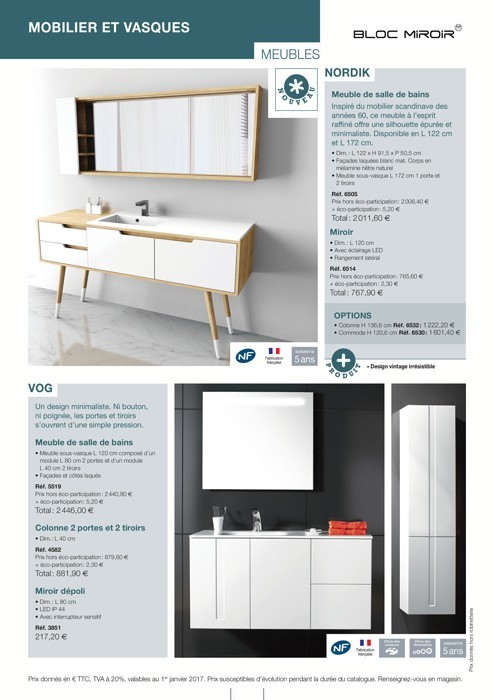 MOBILIER ET VASQUES
BLOC MiROiR
MEUBLES
NOUVEAU
NORDIK
Meuble de salle de bains
Inspiré du mobilier scandinave des
années 60, ce meuble à l'esprit
raffiné offre une silhouette épurée et
minimaliste. Disponible en L 122 cm
et L 172 cm.
• Dim. : L 122 x H 91,5 x P 50,5 cm
• Façades laquées blanc mat. Corps en
mélamine hêtre naturel
• Meuble sous-vasque L 172 cm 1 porte et
2 tiroirs
Réf. 6505
Prix hors éco-participation : 2 006,40 €
+ éco-participation : 5,20 €
Total : 2 011,60 €
Miroir
• Dim. : L 120 cm
• Avec éclairage LED
• Rangement latéral
Réf. 6514
Prix hors éco-participation : 765,60 €
+ éco-participation : 2,30 €
Total : 767,90 €
OPTIONS
• Colonne H 136,6 cm Réf. 6532 : 1 222,20 €
• Commode H 120,6 cm Réf. 6530 : 1 601,40 €
NF
Fabrication
française
GARANTIE
5 ans
PRODUIT
• Design vintage irrésistible
VOG
Un design minimaliste. Ni bouton,
ni poignée, les portes et tiroirs
s'ouvrent d'une simple pression.
Meuble de salle de bains
• Meuble sous-vasque L 120 cm composé d'un
module L 80 cm 2 portes et d'un module
L 40 cm 2 tiroirs
• Façades et côtés laqués
Réf. 5519
Prix hors éco-participation : 2 440,80 €
+ éco-participation : 5,20 €
Total : 2 446,00 €
Colonne 2 portes et 2 tiroirs
• Dim. : L 40 cm
Réf. 4582
Prix hors éco-participation : 879,60 €
+ éco-participation : 2,30 €
Total : 881,90 €
Miroir dépoli
• Dim. : L 80 cm
• LED IP 44
• Avec interrupteur sensitif
Réf. 3851
217,20 €
NF
Fabrication
française
GARANTIE
5 ans
Prix donnés hors robinetterie
Prix donnés en € TTC, TVA à 20%, valables au 1er janvier 2017. Prix susceptibles d'évolution pendant la durée du catalogue. Renseignez-vous en magasin.